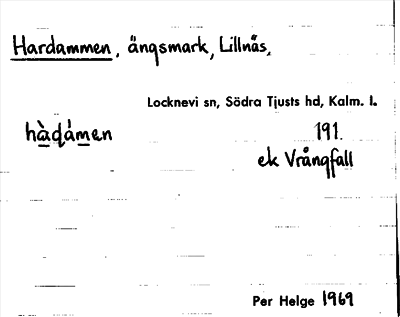 Hardammen, ängsmark, Lillnäs,
Locknevi sn, Södra Tjusts hd, Kalm. l.
hàdámen 191.
ek Vrångfall
Per Helge 1969